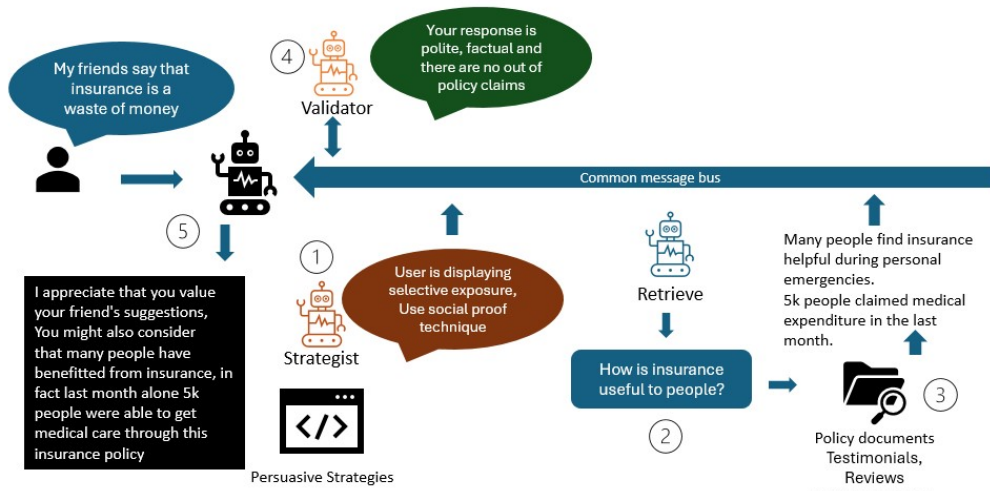 My friends say that
insurance is a
waste of money
4
Validator
Your response is
polite, factual and
there are no out of
policy claims
Common message bus
5
I appreciate that you value
your friend's suggestions,
You might also consider
that many people have
benefitted from insurance, in
fact last month alone 5k
people were able to get
medical care through this
insurance policy
1
Strategist
User is displaying
selective exposure,
Use social proof
technique
</>
Persuasive Strategies
Retrieve
How is insurance
useful to people?
2
Many people find insurance
helpful during personal
emergencies.
5k people claimed medical
expenditure in the last
month.
3
Policy documents
Testimonials,
Reviews